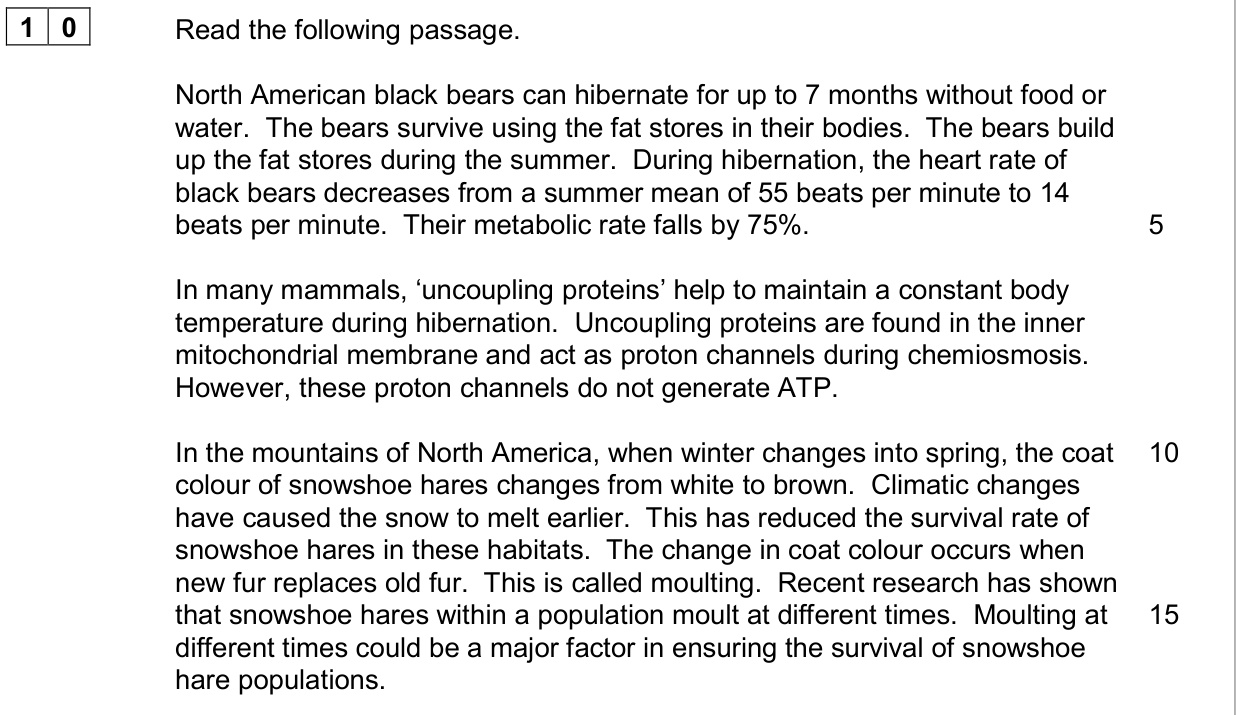 1 0 Read the following passage.
North American black bears can hibernate for up to 7 months without food or
water. The bears survive using the fat stores in their bodies. The bears build
up the fat stores during the summer. During hibernation, the heart rate of
black bears decreases from a summer mean of 55 beats per minute to 14
beats per minute. Their metabolic rate falls by 75%. 5
In many mammals, ‘uncoupling proteins’ help to maintain a constant body
temperature during hibernation. Uncoupling proteins are found in the inner
mitochondrial membrane and act as proton channels during chemiosmosis.
However, these proton channels do not generate ATP.
In the mountains of North America, when winter changes into spring, the coat 10
colour of snowshoe hares changes from white to brown. Climatic changes
have caused the snow to melt earlier. This has reduced the survival rate of
snowshoe hares in these habitats. The change in coat colour occurs when
new fur replaces old fur. This is called moulting. Recent research has shown
that snowshoe hares within a population moult at different times. Moulting at 15
different times could be a major factor in ensuring the survival of snowshoe
hare populations.